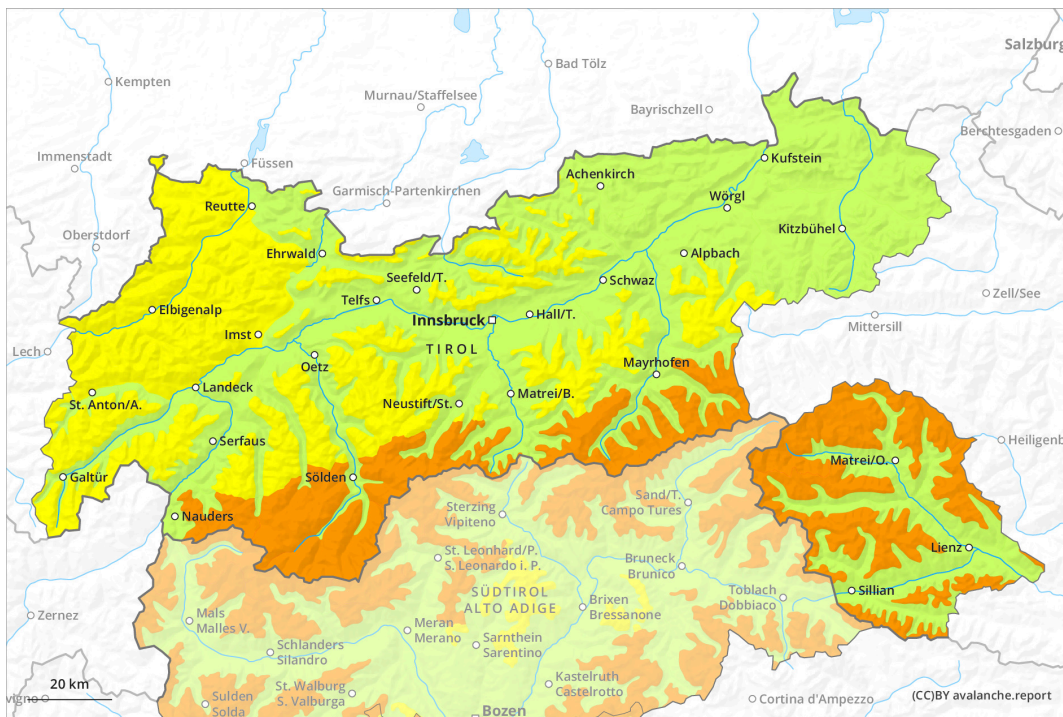 Salzburg
Kempten
Bad Tölz
Murnau/Staffelsee
Bayrischzell
Berchtesgaden
Immenstadt
Füssen
Kufstein
Achenkirch
Garmisch-Partenkirchen
Reutte
Wörgl
Oberstdorf
Kitzbühel
Ehrwald
Alpbach
Seefeld/T.
Schwaz
Zell/See
Telfs
Elbigenalp
Innsbruck
Hall/T.
Mittersill
Imst
Lech
TIROL
Oetz
Mayrhofen
Landeck
Matrei/B.
St. Anton/A.
Neustift/St.
Serfaus
Heiligenb
Matrei/O.
Galtür
Sölden
Sand/T.
Campo Tures
Sterzing
Vipiteno
Nauders
Lienz
St. Leonhard/P.
S. Leonardo i. P.
Bruneck
Brunico
SÜDTIROL
ALTO ADIGE
Toblach
Dobbiaco
Sillian
Zernez
Mals
Malles V.
Brixen
Bressanone
Meran
Merano
Schlanders
Silandro
Sarnthein
Sarentino
20 km
St. Walburg
S. Valburga
Kastelruth
Castelrotto
vigno
Sulden
Solda
Cortina d'Ampezzo
(CC)BY avalanche.report
Bozen